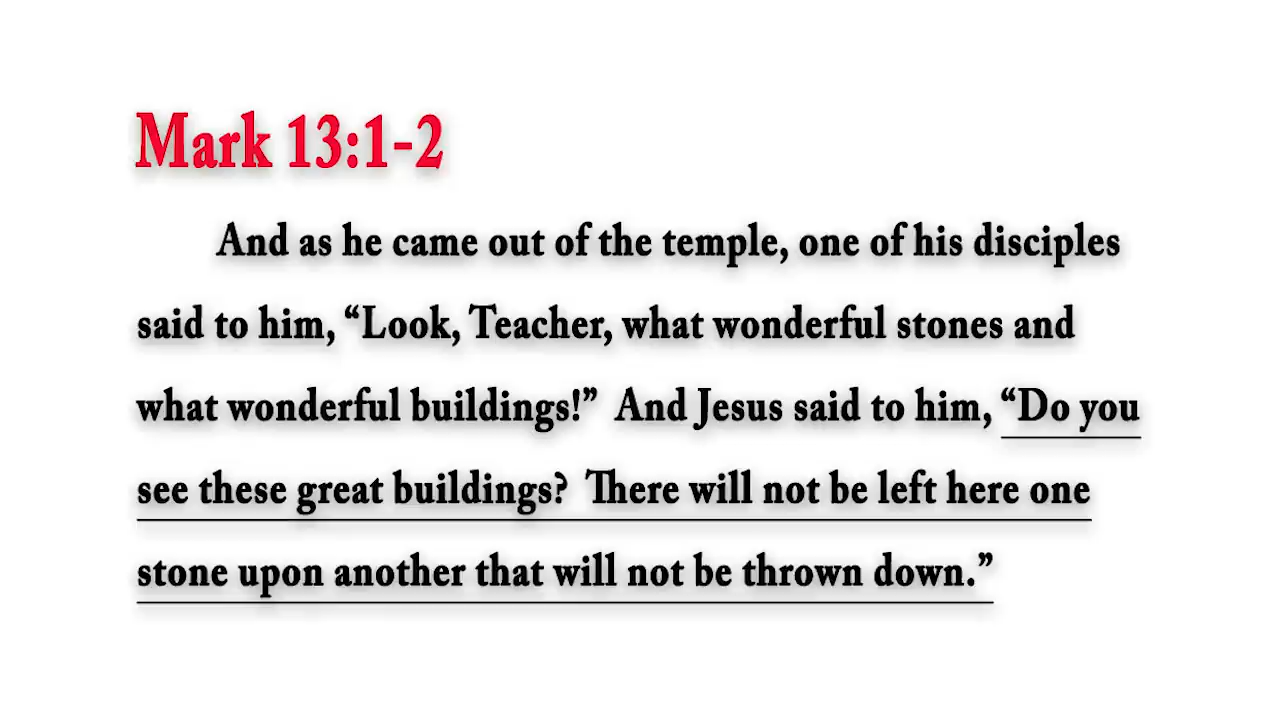 Mark 13:1-2
And as he came out of the temple, one of his disciples
said to him, “Look, Teacher, what wonderful stones and
what wonderful buildings!” And Jesus said to him, “Do you
see these great buildings? There will not be left here one
stone upon another that will not be thrown down.”